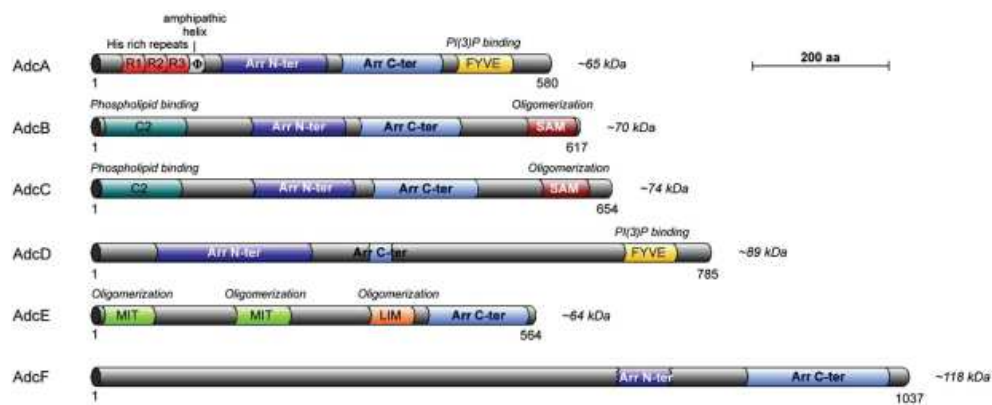 amphipathic
helix
His rich repeats
PI(3)P binding
AdcA R1 R2 R3 Φ Arr N-ter Arr C-ter FYVE ~65 kDa 200 aa
1 580
Phospholipid binding Oligomerization
AdcB C2 Arr N-ter Arr C-ter SAM ~70 kDa
1 617
Phospholipid binding Oligomerization
AdcC C2 Arr N-ter Arr C-ter SAM ~74 kDa
1 654
PI(3)P binding
AdcD Arr N-ter Arr C-ter FYVE ~89 kDa
1 785
Oligomerization Oligomerization Oligomerization
AdcE MIT MIT LIM Arr C-ter ~64 kDa
1 564
AdcF Arr N-ter Arr C-ter ~118 kDa
1 1037